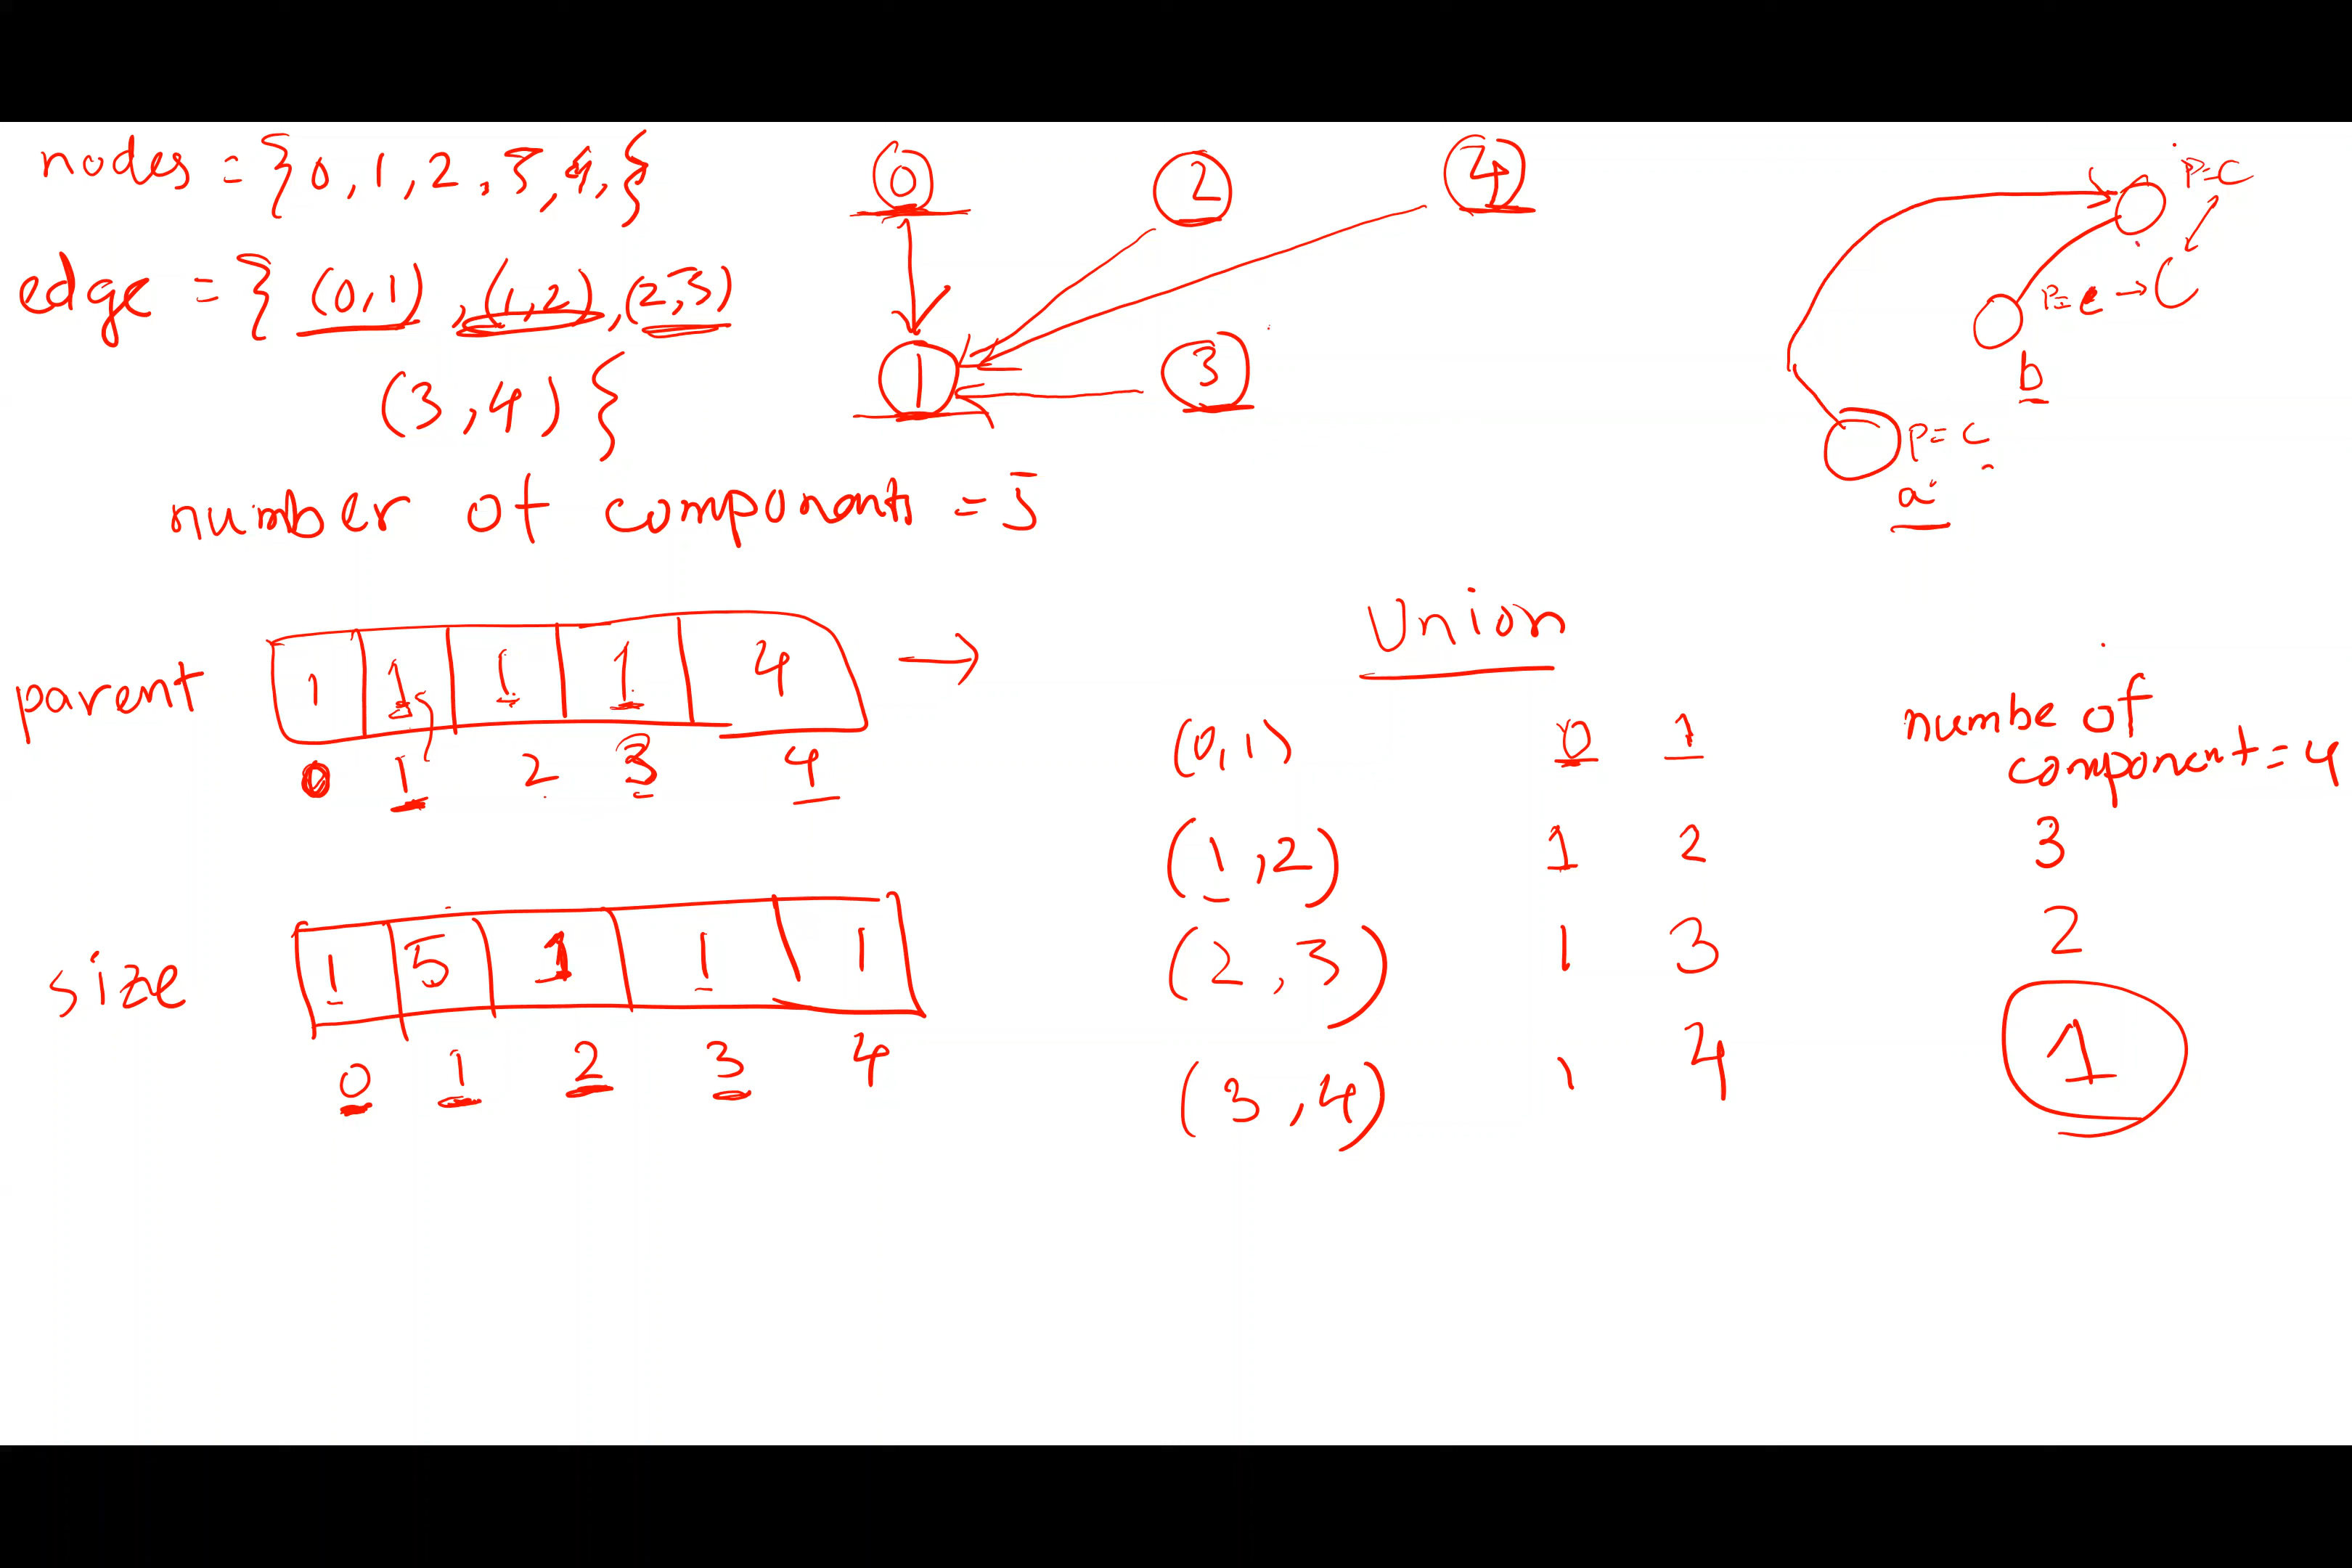 nodes = { 0, 1, 2, 3, 4, }
edge = { (0,1), (1,2), (2,3)
(3,4) }
number of components = 5
0
2
4
1
3
P = C
P = e → C
b
P = C
a
parent 1 1 1 1 4 →
0 1 2 3 4
size 1 5 1 1 1
0 1 2 3 4
Union
(0,1) 0 1 numbe of
component = 4
(1,2) 1 2 3
(2,3) 1 3 2
(3,4) 1 4 1